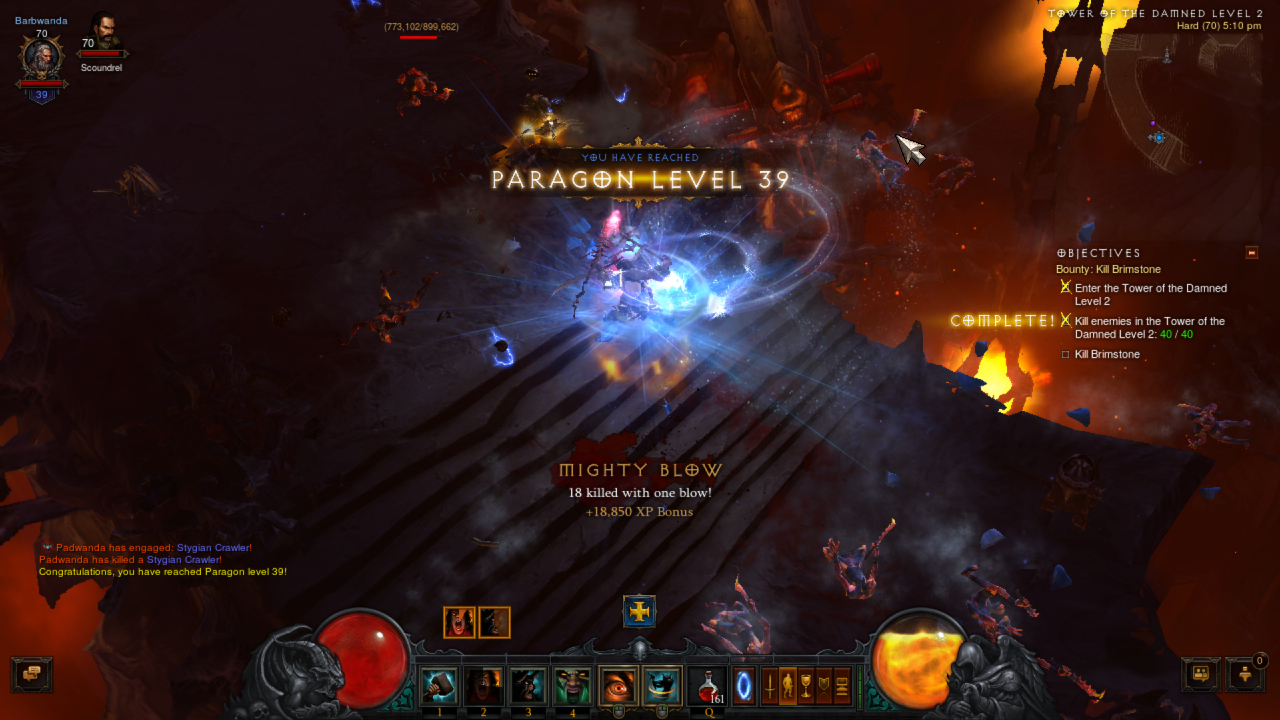 Barbwanda
70
70
Scoundrel
39
(773,102/899,662)
TOWER OF THE DAMNED LEVEL 2
Hard (70) 5:10 pm
YOU HAVE REACHED
PARAGON LEVEL 39
OBJECTIVES
Bounty: Kill Brimstone
Enter the Tower of the Damned
Level 2
COMPLETE!
Kill enemies in the Tower of the
Damned Level 2: 40 / 40
Kill Brimstone
MIGHTY BLOW
18 killed with one blow!
+18,850 XP Bonus
Padwanda has engaged: Stygian Crawler!
Padwanda has killed a Stygian Crawler!
Congratulations, you have reached Paragon level 39!
161
0
1 2 3 4 Q